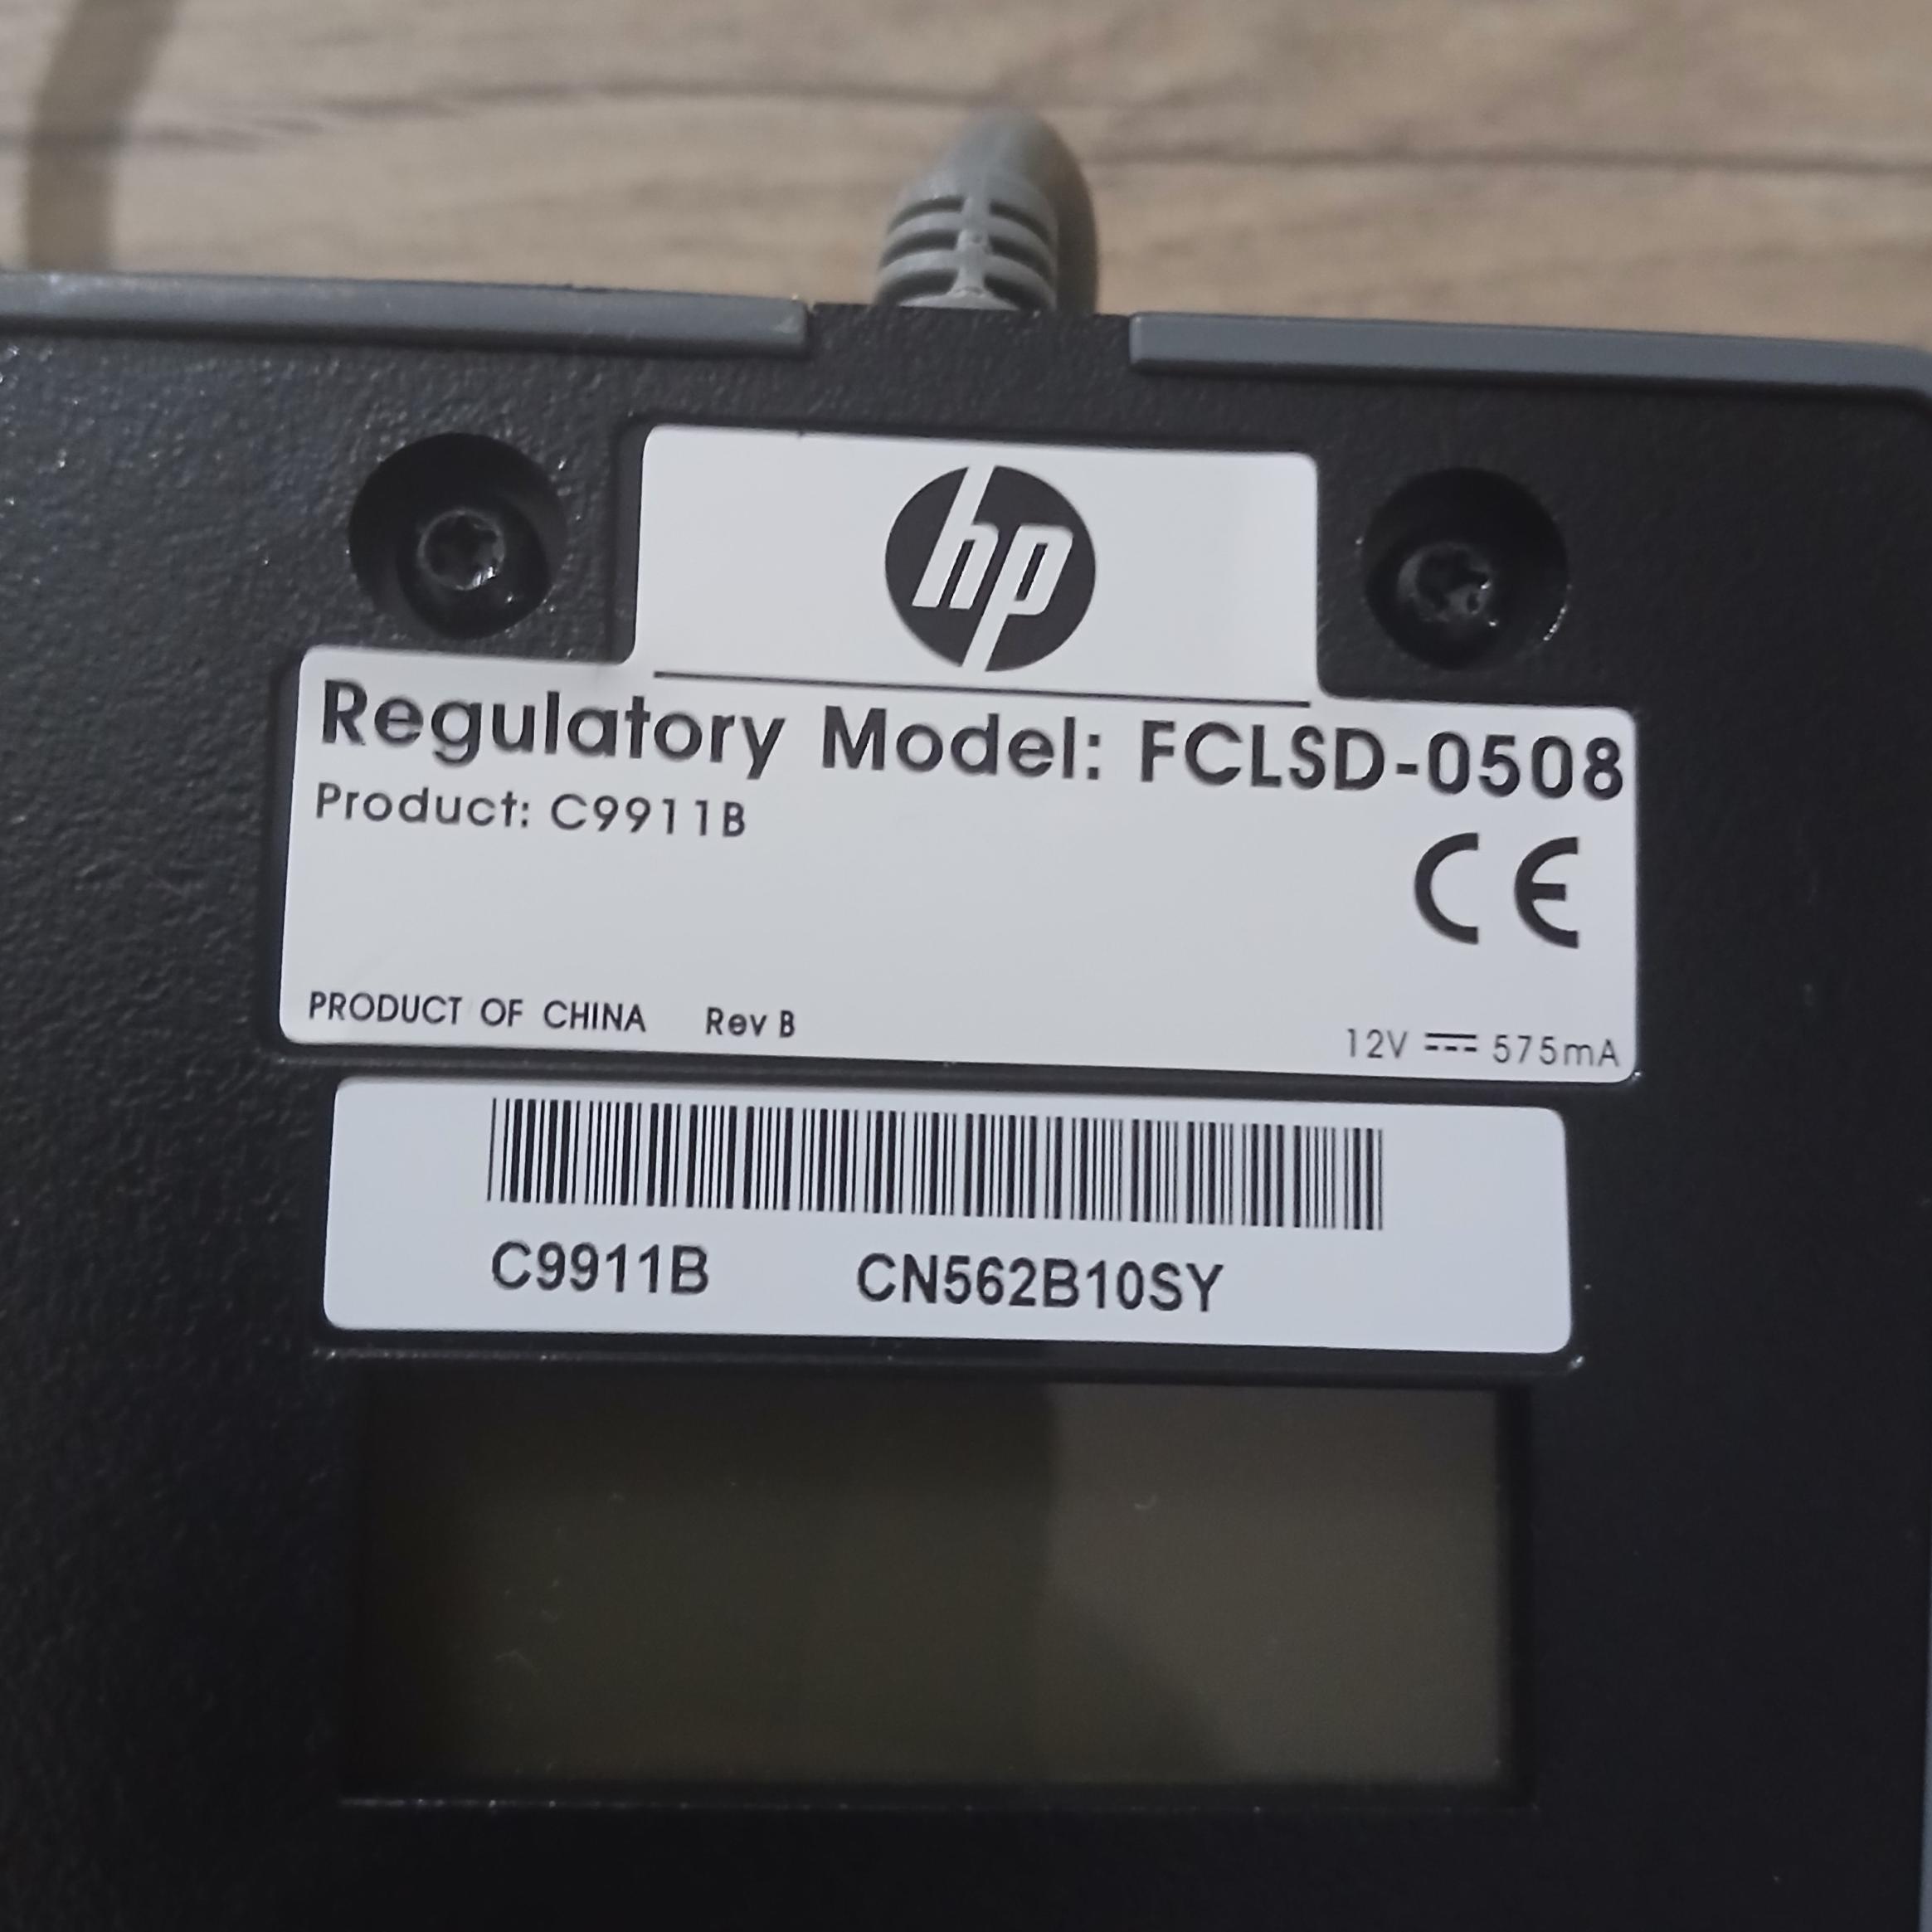 hp
Regulatory Model: FCLSD-0508
Product: C9911B
CE
PRODUCT OF CHINA Rev B 12V ⎓ 575mA
C9911B CN562B10SY